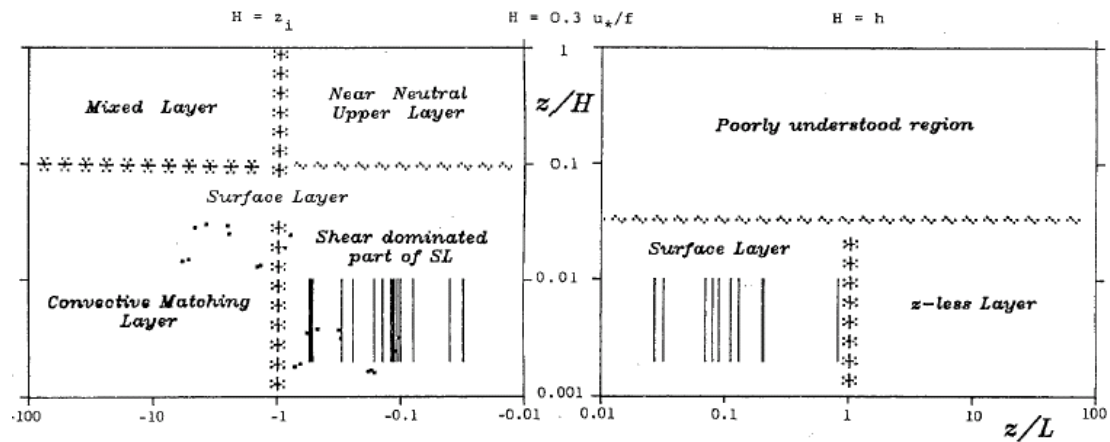 H = z_i H = 0.3 u_*/f H = h
1
Mixed Layer
Near Neutral
Upper Layer
z/H
Poorly understood region
0.1
Surface Layer
Shear dominated
part of SL
Surface Layer
0.01
Convective Matching
Layer
z-less Layer
0.001
-100 -10 -1 -0.1 -0.01 0.01 0.1 1 10 100
z/L